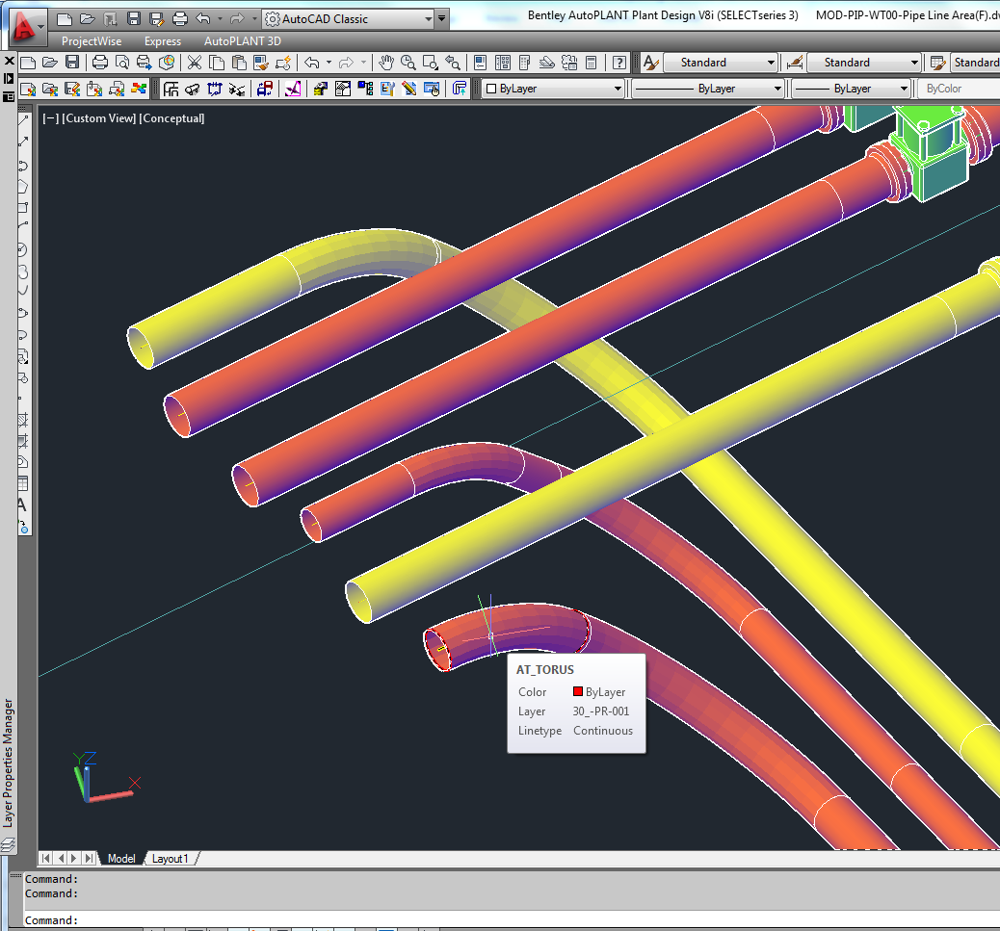 AutoCAD Classic
Bentley AutoPLANT Plant Design V8i (SELECTseries 3) MOD-PIP-WT00-Pipe Line Area(F).dw
ProjectWise Express AutoPLANT 3D
Standard Standard Standard
ByLayer ByLayer ByLayer ByColor
[−] [Custom View] [Conceptual]
AT_TORUS
Color ByLayer
Layer 30_-PR-001
Linetype Continuous
Layer Properties Manager
Y Z X
Model Layout1
Command:
Command:
Command: